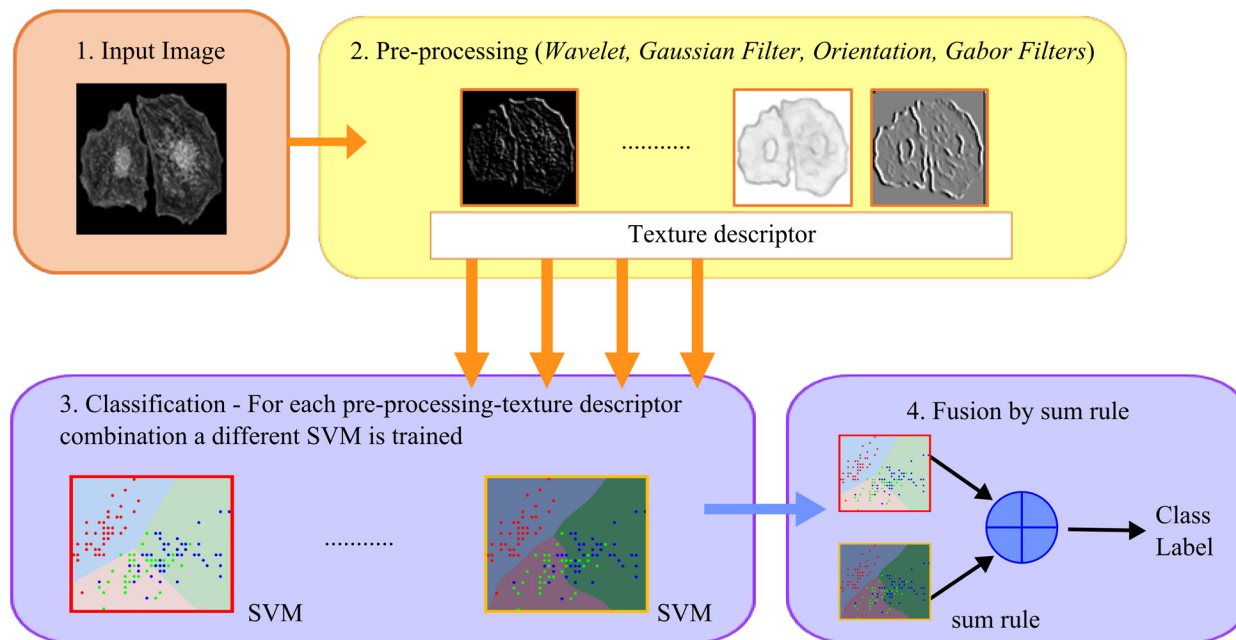 1. Input Image
2. Pre-processing (Wavelet, Gaussian Filter, Orientation, Gabor Filters)
...........
Texture descriptor
3. Classification - For each pre-processing-texture descriptor
combination a different SVM is trained
...........
SVM
SVM
4. Fusion by sum rule
Class
Label
sum rule